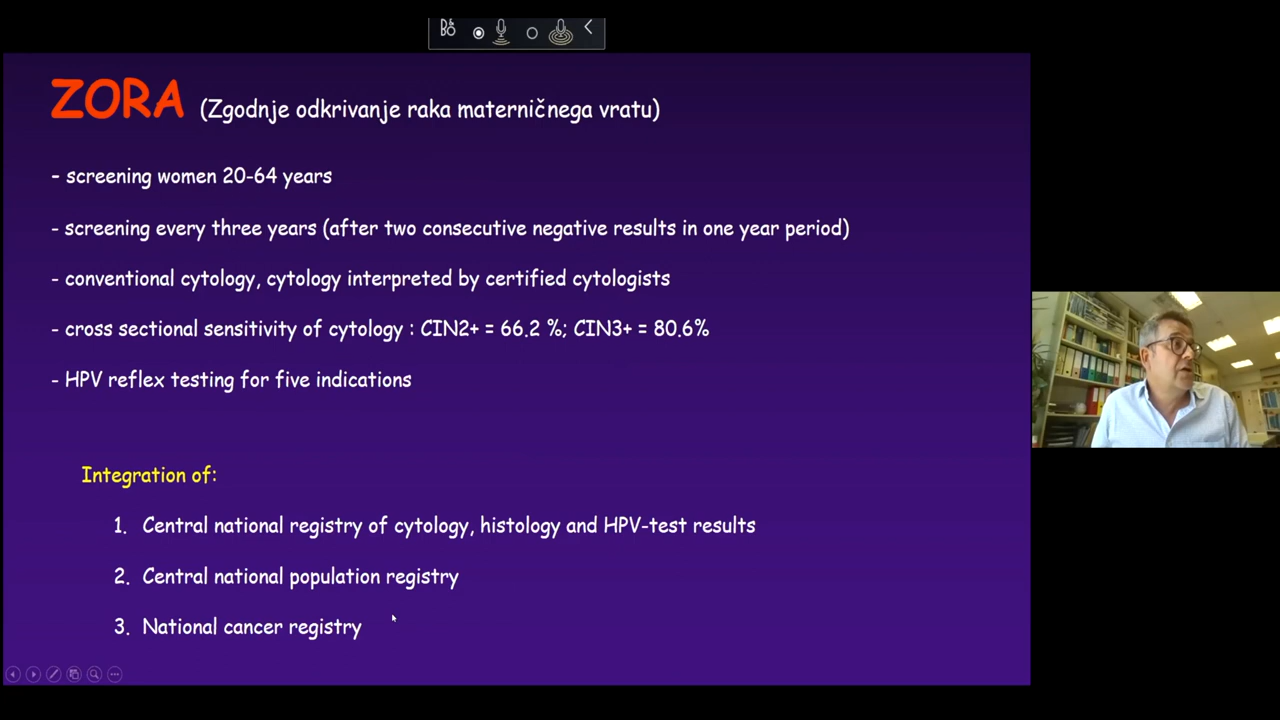 ZORA (Zgodnje odkrivanje raka materničnega vratu)
- screening women 20-64 years
- screening every three years (after two consecutive negative results in one year period)
- conventional cytology, cytology interpreted by certified cytologists
- cross sectional sensitivity of cytology : CIN2+ = 66.2 %; CIN3+ = 80.6%
- HPV reflex testing for five indications
Integration of:
1. Central national registry of cytology, histology and HPV-test results
2. Central national population registry
3. National cancer registry